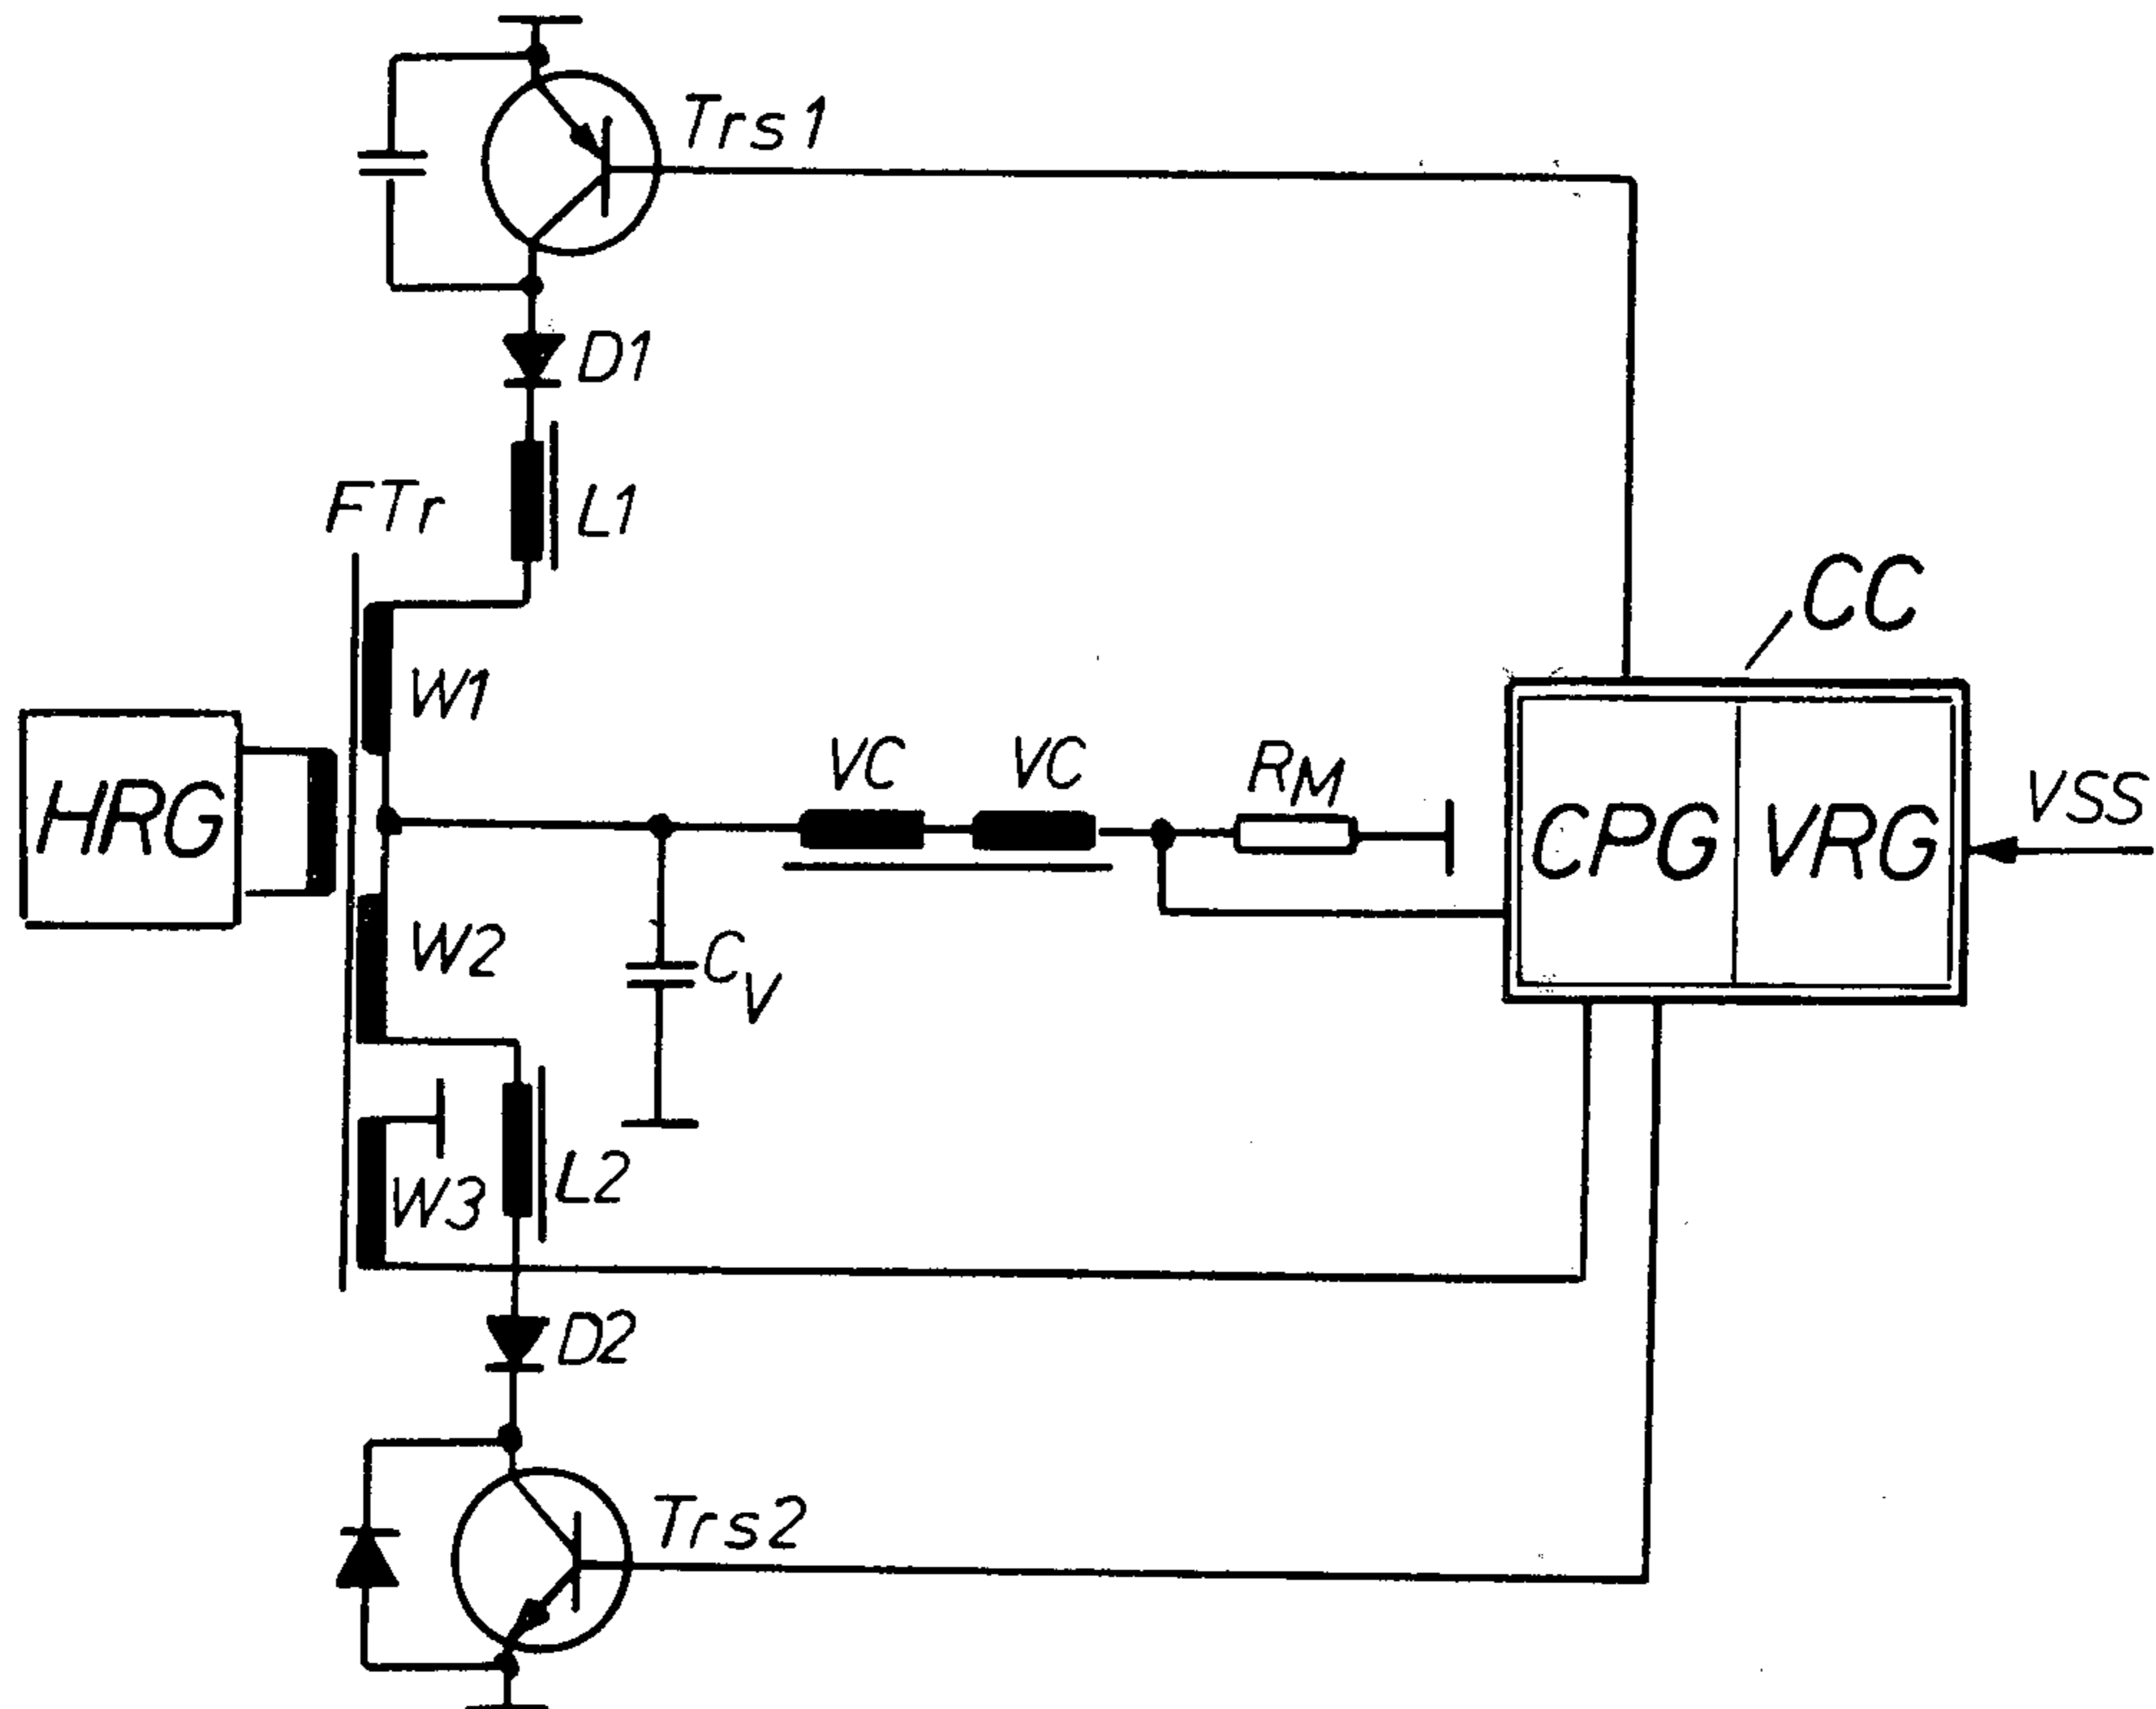 Trs1
D1
L1
FTr
CC
W1
HRG
VC
VC
RM
CPG
VRG
VSS
W2
CV
W3
L2
D2
Trs2